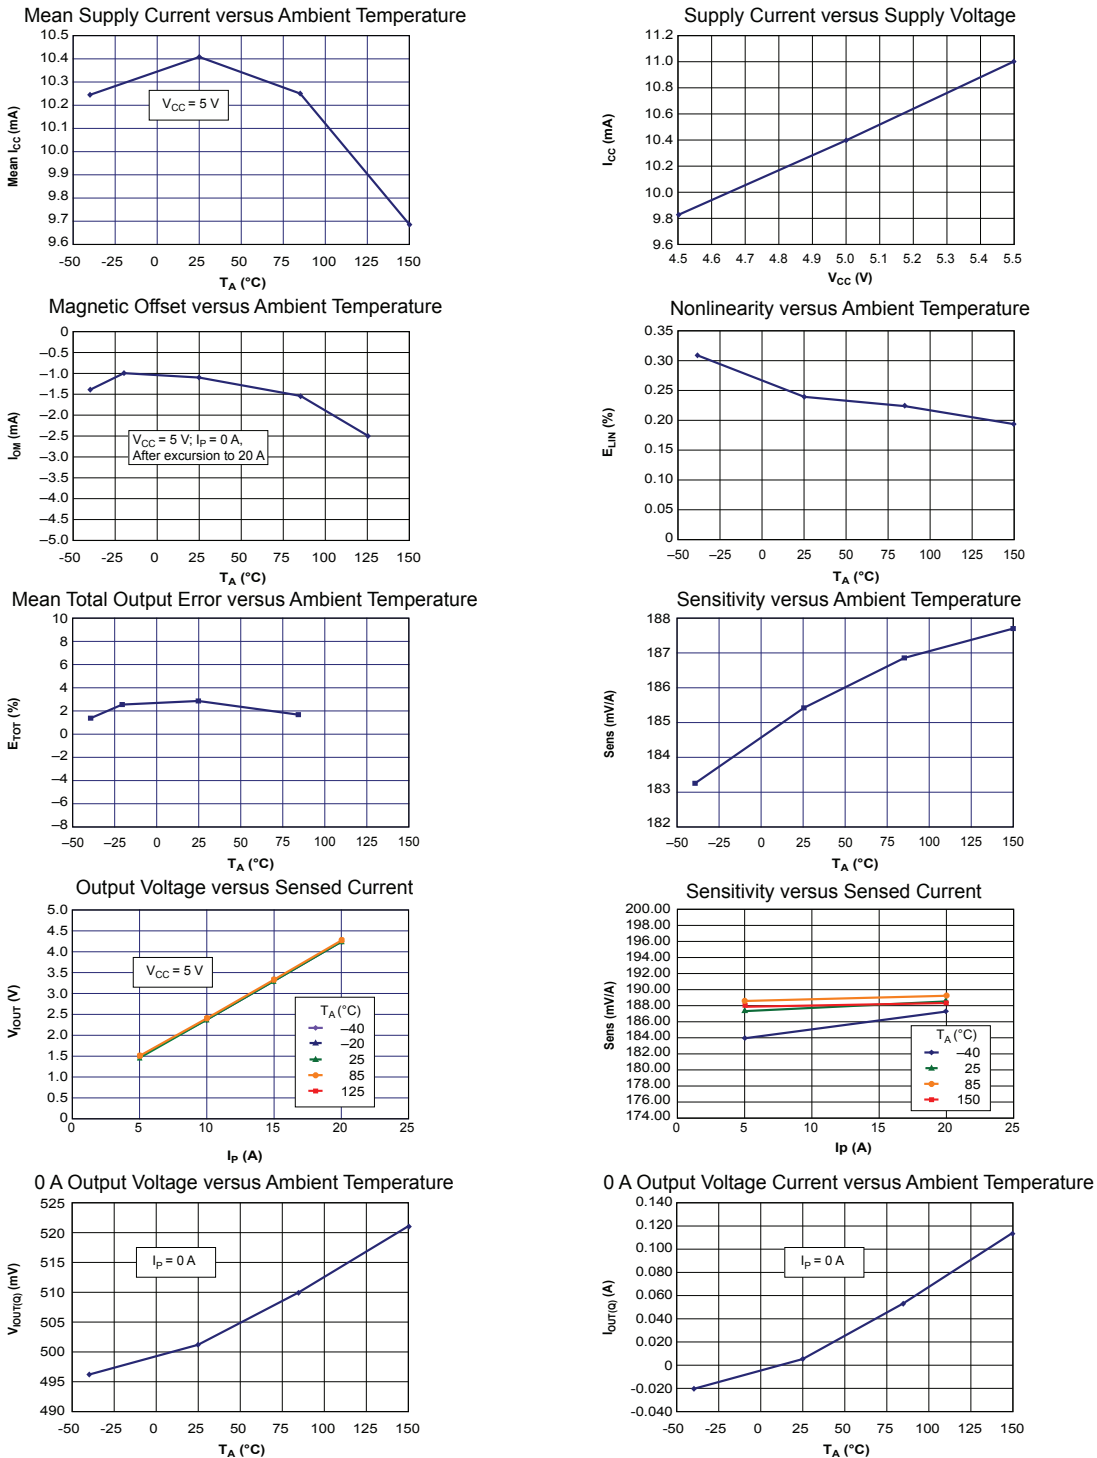 Mean Supply Current versus Ambient Temperature
10.5
10.4
10.3
10.2
10.1
10.0
9.9
9.8
9.7
9.6
Mean ICC (mA)
VCC = 5 V
-50 -25 0 25 50 75 100 125 150
TA (°C)
Supply Current versus Supply Voltage
11.2
11.0
10.8
10.6
10.4
10.2
10.0
9.8
9.6
ICC (mA)
4.5 4.6 4.7 4.8 4.9 5.0 5.1 5.2 5.3 5.4 5.5
VCC (V)
Magnetic Offset versus Ambient Temperature
0
–0.5
–1.0
–1.5
–2.0
–2.5
–3.0
–3.5
–4.0
–4.5
–5.0
IOM (mA)
VCC = 5 V; IP = 0 A,
After excursion to 20 A
-50 -25 0 25 50 75 100 125 150
TA (°C)
Nonlinearity versus Ambient Temperature
0.35
0.30
0.25
0.20
0.15
0.10
0.05
0
ELIN (%)
–50 –25 0 25 50 75 100 125 150
TA (°C)
Mean Total Output Error versus Ambient Temperature
10
8
6
4
2
0
–2
–4
–6
–8
ETOT (%)
–50 –25 0 25 50 75 100 125 150
TA (°C)
Sensitivity versus Ambient Temperature
188
187
186
185
184
183
182
Sens (mV/A)
–50 –25 0 25 50 75 100 125 150
TA (°C)
Output Voltage versus Sensed Current
5.0
4.5
4.0
3.5
3.0
2.5
2.0
1.5
1.0
0.5
0
VIOUT (V)
VCC = 5 V
TA (°C)
–40
–20
25
85
125
0 5 10 15 20 25
IP (A)
Sensitivity versus Sensed Current
200.00
198.00
196.00
194.00
192.00
190.00
188.00
186.00
184.00
182.00
180.00
178.00
176.00
174.00
Sens (mV/A)
TA (°C)
–40
25
85
150
0 5 10 15 20 25
Ip (A)
0 A Output Voltage versus Ambient Temperature
525
520
515
510
505
500
495
490
VIOUT(Q) (mV)
IP = 0 A
-50 -25 0 25 50 75 100 125 150
TA (°C)
0 A Output Voltage Current versus Ambient Temperature
0.140
0.120
0.100
0.080
0.060
0.040
0.020
0
-0.020
-0.040
IOUT(Q) (A)
IP = 0 A
-50 -25 0 25 50 75 100 125 150
TA (°C)